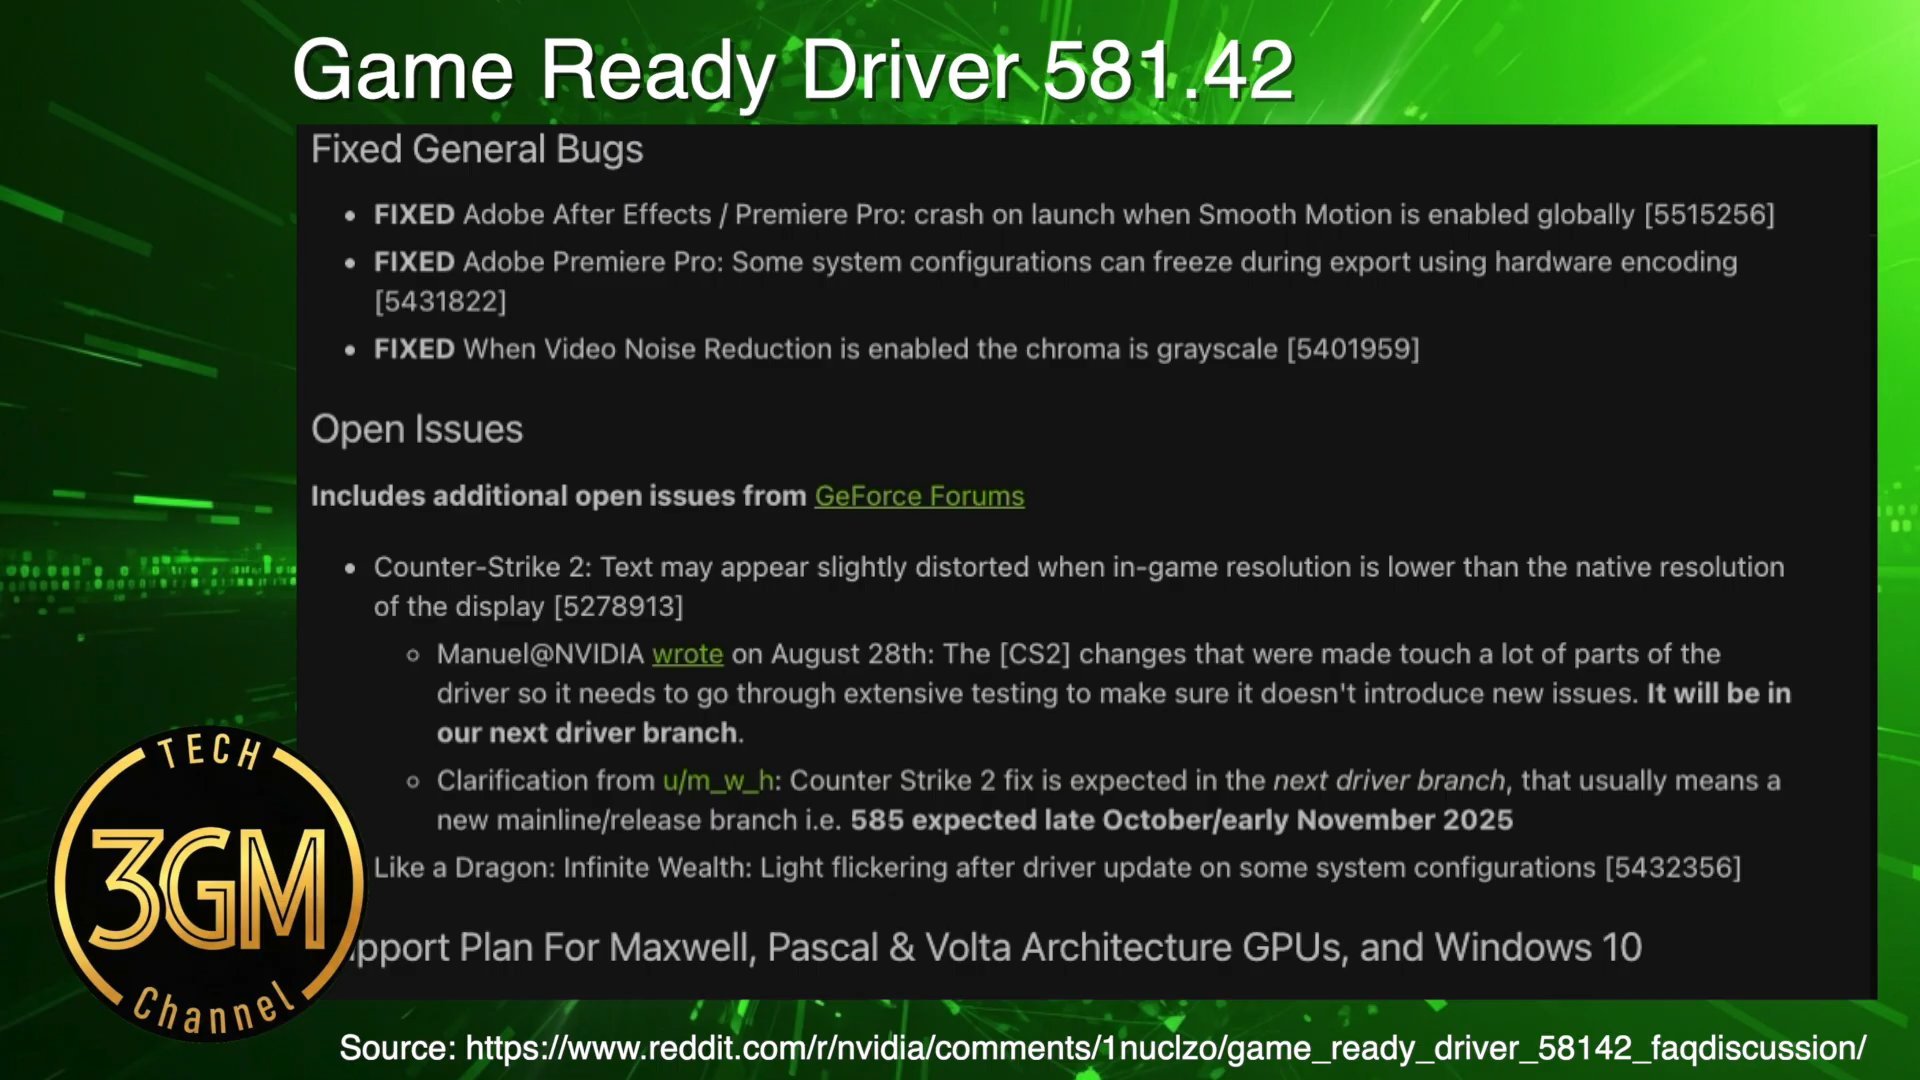 Game Ready Driver 581.42
Fixed General Bugs
• FIXED Adobe After Effects / Premiere Pro: crash on launch when Smooth Motion is enabled globally [5515256]
• FIXED Adobe Premiere Pro: Some system configurations can freeze during export using hardware encoding
[5431822]
• FIXED When Video Noise Reduction is enabled the chroma is grayscale [5401959]
Open Issues
Includes additional open issues from GeForce Forums
• Counter-Strike 2: Text may appear slightly distorted when in-game resolution is lower than the native resolution
of the display [5278913]
◦ Manuel@NVIDIA wrote on August 28th: The [CS2] changes that were made touch a lot of parts of the
driver so it needs to go through extensive testing to make sure it doesn't introduce new issues. It will be in
our next driver branch.
◦ Clarification from u/m_w_h: Counter Strike 2 fix is expected in the next driver branch, that usually means a
new mainline/release branch i.e. 585 expected late October/early November 2025
Like a Dragon: Infinite Wealth: Light flickering after driver update on some system configurations [5432356]
pport Plan For Maxwell, Pascal & Volta Architecture GPUs, and Windows 10
TECH
3GM
Channel
Source: https://www.reddit.com/r/nvidia/comments/1nuclzo/game_ready_driver_58142_faqdiscussion/